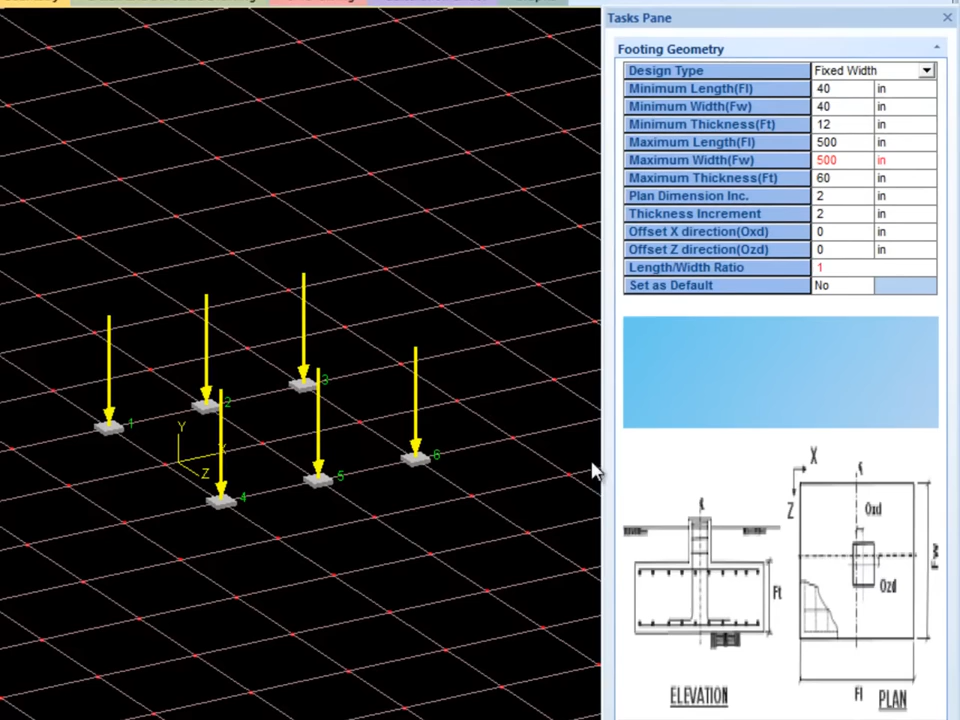 Tasks Pane
Footing Geometry
Design Type Fixed Width
Minimum Length(Fl) 40 in
Minimum Width(Fw) 40 in
Minimum Thickness(Ft) 12 in
Maximum Length(Fl) 500 in
Maximum Width(Fw) 500 in
Maximum Thickness(Ft) 60 in
Plan Dimension Inc. 2 in
Thickness Increment 2 in
Offset X direction(Oxd) 0 in
Offset Z direction(Ozd) 0 in
Length/Width Ratio 1
Set as Default No
1
2
3
4
5
6
Y
X
Z
X
Z
Oxd
Ozd
Fw
Ft
Fl
ELEVATION
PLAN